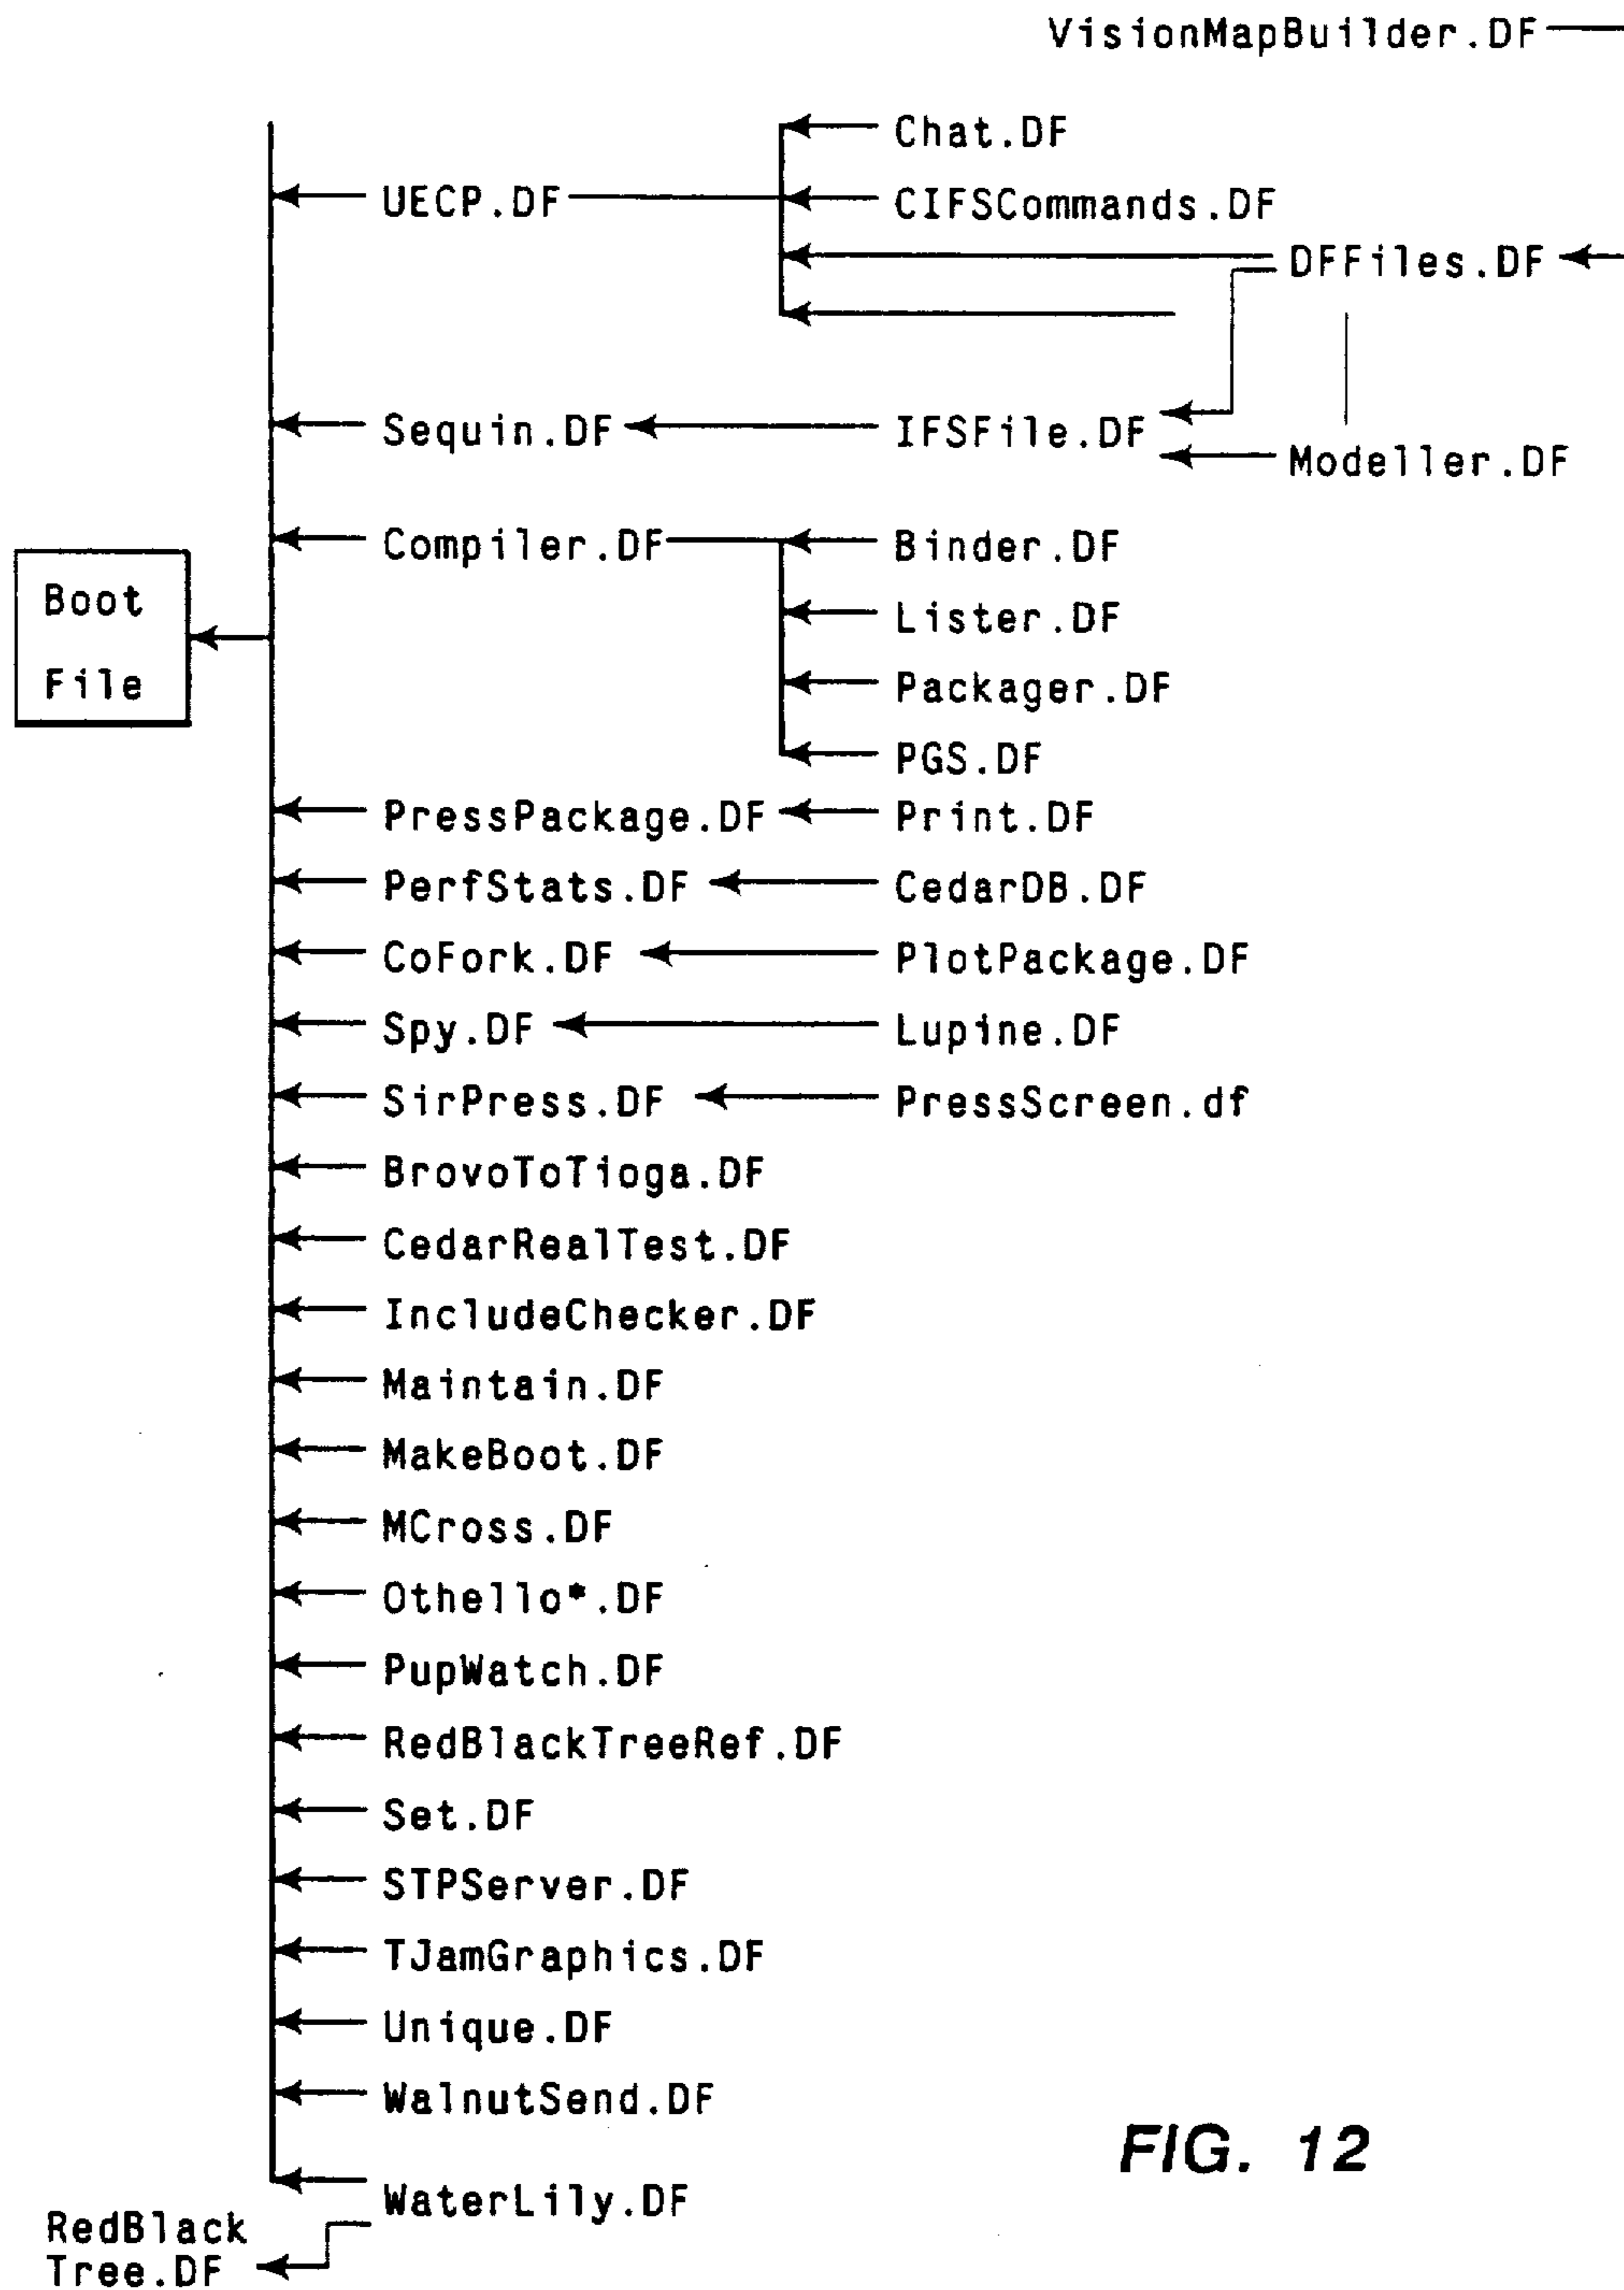 VisionMapBuilder.DF
Chat.DF
UECP.DF
CIFSCommands.DF
DFFiles.DF
Sequin.DF
IFSFile.DF
Modeller.DF
Compiler.DF
Binder.DF
Boot
File
Lister.DF
Packager.DF
PGS.DF
PressPackage.DF
Print.DF
PerfStats.DF
CedarDB.DF
CoFork.DF
PlotPackage.DF
Spy.DF
Lupine.DF
SirPress.DF
PressScreen.df
BrovoToTioga.DF
CedarRealTest.DF
IncludeChecker.DF
Maintain.DF
MakeBoot.DF
MCross.DF
Othello*.DF
PupWatch.DF
RedBlackTreeRef.DF
Set.DF
STPServer.DF
TJamGraphics.DF
Unique.DF
WalnutSend.DF
WaterLily.DF
RedBlack
Tree.DF
FIG. 12